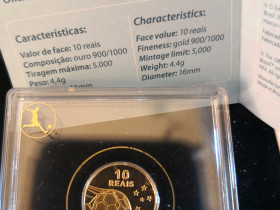 Características:
Valor de face: 10 reais
Composição: ouro 900/1000
Tiragem máxima: 5,000
Peso: 4.4g
16mm
Characteristics:
Face value: 10 reais
Fineness: gold 900/1000
Mintage limit: 5,000
Weight: 4.4g
Diameter: 16mm
10
REAIS